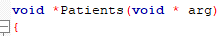 void *Patients(void * arg)
{